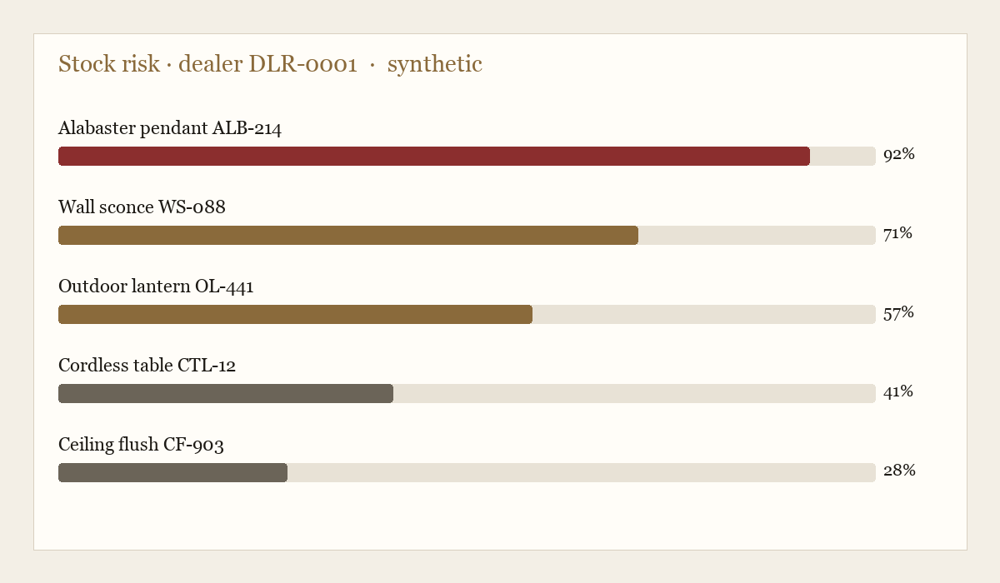 Stock risk · dealer DLR-0001 · synthetic
Alabaster pendant ALB-214
92%
Wall sconce WS-088
71%
Outdoor lantern OL-441
57%
Cordless table CTL-12
41%
Ceiling flush CF-903
28%